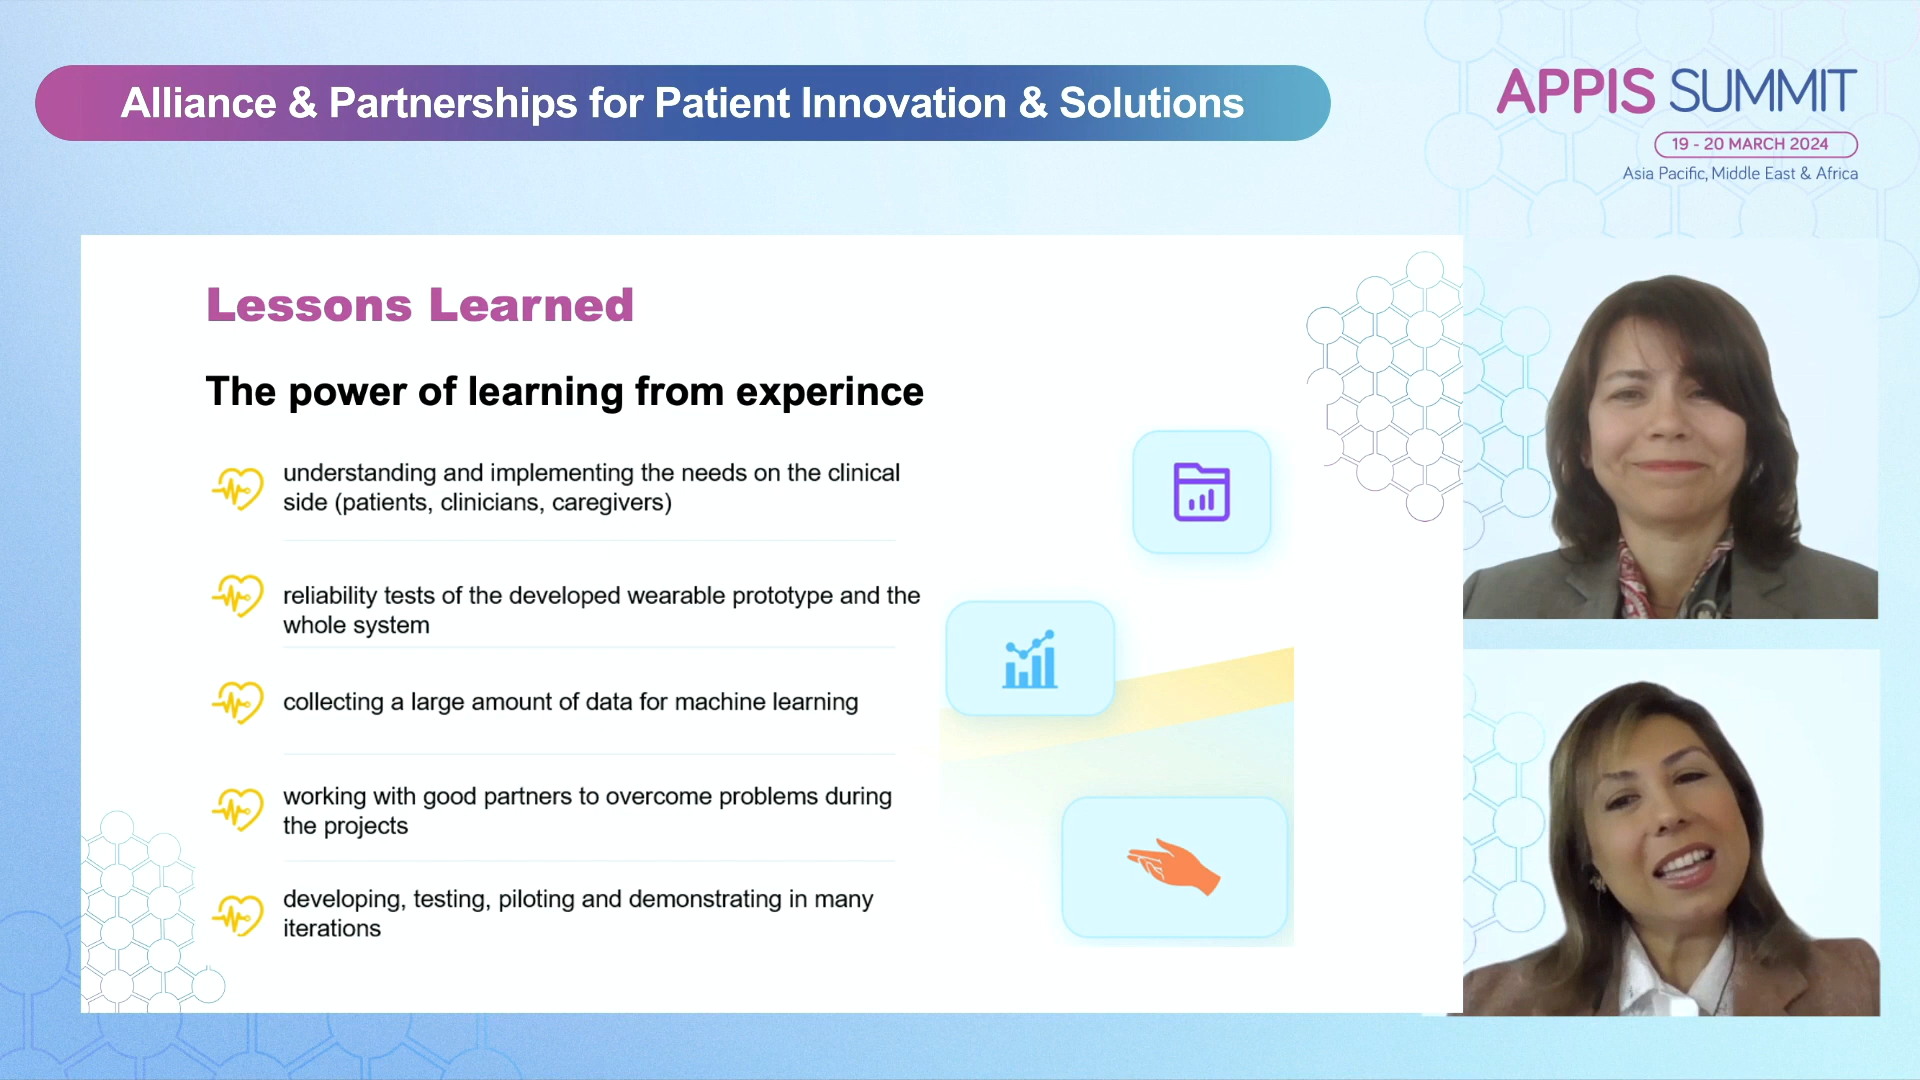 Alliance & Partnerships for Patient Innovation & Solutions
APPIS SUMMIT
19 - 20 MARCH 2024
Asia Pacific, Middle East & Africa
Lessons Learned
The power of learning from experince
understanding and implementing the needs on the clinical
side (patients, clinicians, caregivers)
reliability tests of the developed wearable prototype and the
whole system
collecting a large amount of data for machine learning
working with good partners to overcome problems during
the projects
developing, testing, piloting and demonstrating in many
iterations